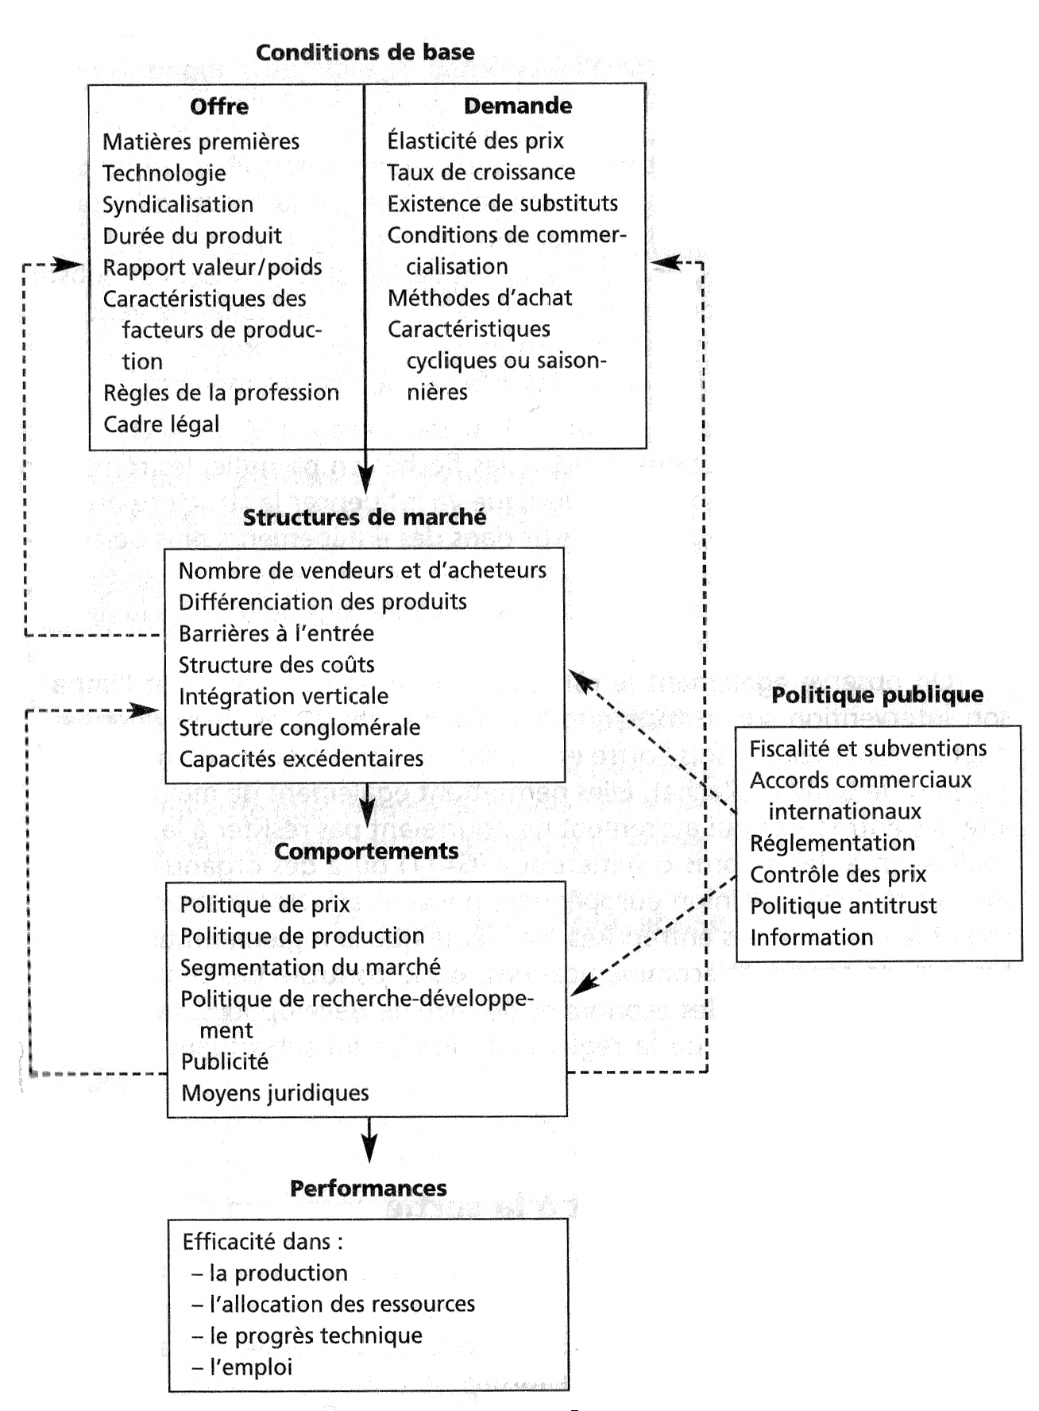 Conditions de base
Offre
Matières premières
Technologie
Syndicalisation
Durée du produit
Rapport valeur/poids
Caractéristiques des
facteurs de produc-
tion
Règles de la profession
Cadre légal
Demande
Élasticité des prix
Taux de croissance
Existence de substituts
Conditions de commer-
cialisation
Méthodes d'achat
Caractéristiques
cycliques ou saison-
nières
Structures de marché
Nombre de vendeurs et d'acheteurs
Différenciation des produits
Barrières à l'entrée
Structure des coûts
Intégration verticale
Structure conglomérale
Capacités excédentaires
Politique publique
Fiscalité et subventions
Accords commerciaux
internationaux
Réglementation
Contrôle des prix
Politique antitrust
Information
Comportements
Politique de prix
Politique de production
Segmentation du marché
Politique de recherche-développe-
ment
Publicité
Moyens juridiques
Performances
Efficacité dans :
– la production
– l'allocation des ressources
– le progrès technique
– l'emploi